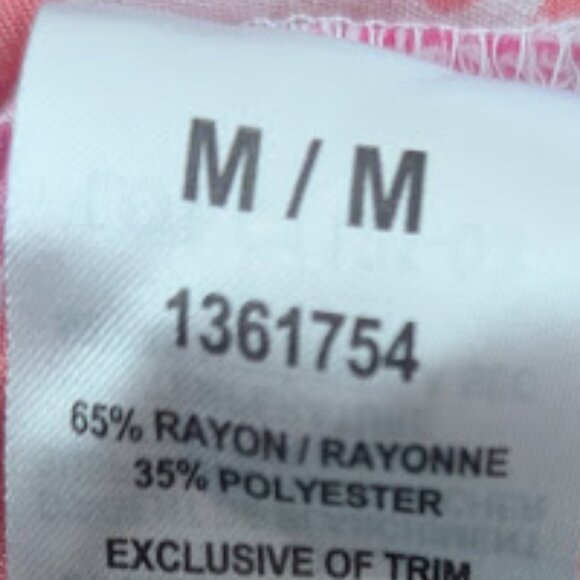 M / M
1361754
65% RAYON / RAYONNE
35% POLYESTER
EXCLUSIVE OF TRIM